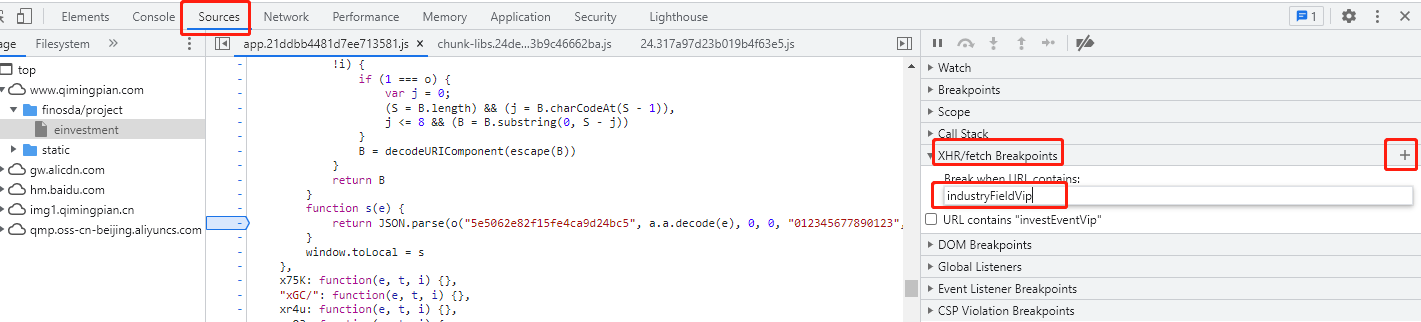 Elements Console Sources Network Performance Memory Application Security Lighthouse 1
age Filesystem
top
www.qimingpian.com
finosda/project
einvestment
static
gw.alicdn.com
hm.baidu.com
img1.qimingpian.cn
qmp.oss-cn-beijing.aliyuncs.com
app.21ddbb4481d7ee713581.js × chunk-libs.24de...3b9c46662ba.js 24.317a97d23b019b4f63e5.js
!i) {
if (1 === o) {
var j = 0;
(S = B.length) && (j = B.charCodeAt(S - 1)),
j <= 8 && (B = B.substring(0, S - j))
}
B = decodeURIComponent(escape(B))
}
return B
}
function s(e) {
return JSON.parse(o("5e5062e82f15fe4ca9d24bc5", a.a.decode(e), 0, 0, "012345677890123",
}
window.toLocal = s
},
x75K: function(e, t, i) {},
"xGC/": function(e, t, i) {},
xr4u: function(e, t, i) {},
Watch
Breakpoints
Scope
Call Stack
XHR/fetch Breakpoints +
Break when URL contains:
industryFieldVip
URL contains "investEventVip"
DOM Breakpoints
Global Listeners
Event Listener Breakpoints
CSP Violation Breakpoints